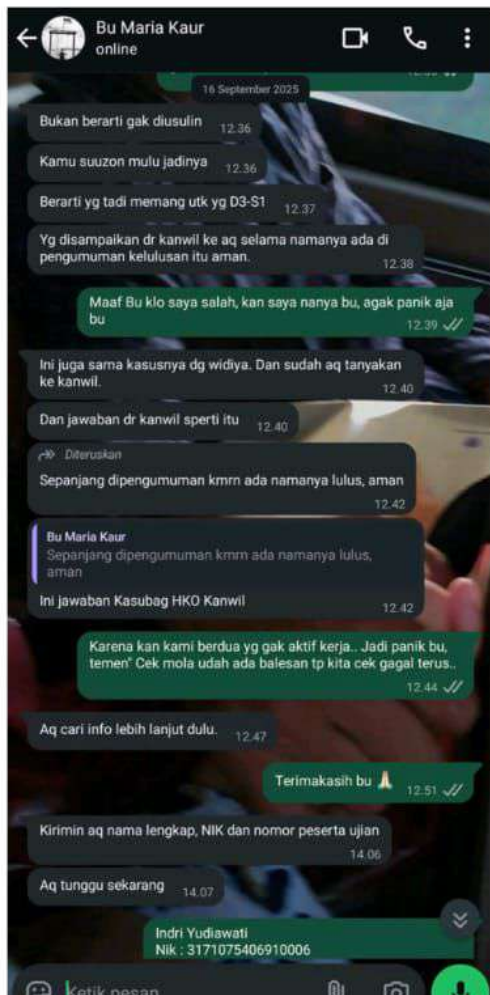 Bu Maria Kaur
online
16 September 2025
Bukan berarti gak diusulin 12.36
Kamu suuzon mulu jadinya 12.36
Berarti yg tadi memang utk yg D3-S1 12.37
Yg disampaikan dr kanwil ke aq selama namanya ada di
pengumuman kelulusan itu aman.
12.38
Maaf Bu klo saya salah, kan saya nanya bu, agak panik aja
bu
12.39
Ini juga sama kasusnya dg widiya. Dan sudah aq tanyakan
ke kanwil.
12.40
Dan jawaban dr kanwil sperti itu 12.40
Diteruskan
Sepanjang dipengumuman kmrn ada namanya lulus, aman
12.42
Bu Maria Kaur
Sepanjang dipengumuman kmrn ada namanya lulus,
aman
Ini jawaban Kasubag HKO Kanwil
12.42
Karena kan kami berdua yg gak aktif kerja.. Jadi panik bu,
temen" Cek mola udah ada balesan tp kita cek gagal terus..
12.44
Aq cari info lebih lanjut dulu. 12.47
Terimakasih bu 🙏🏻 12.51
Kirimin aq nama lengkap, NIK dan nomor peserta ujian
14.06
Aq tunggu sekarang 14.07
Indri Yudiawati
Nik : 3171075406910006
Ketik pesan